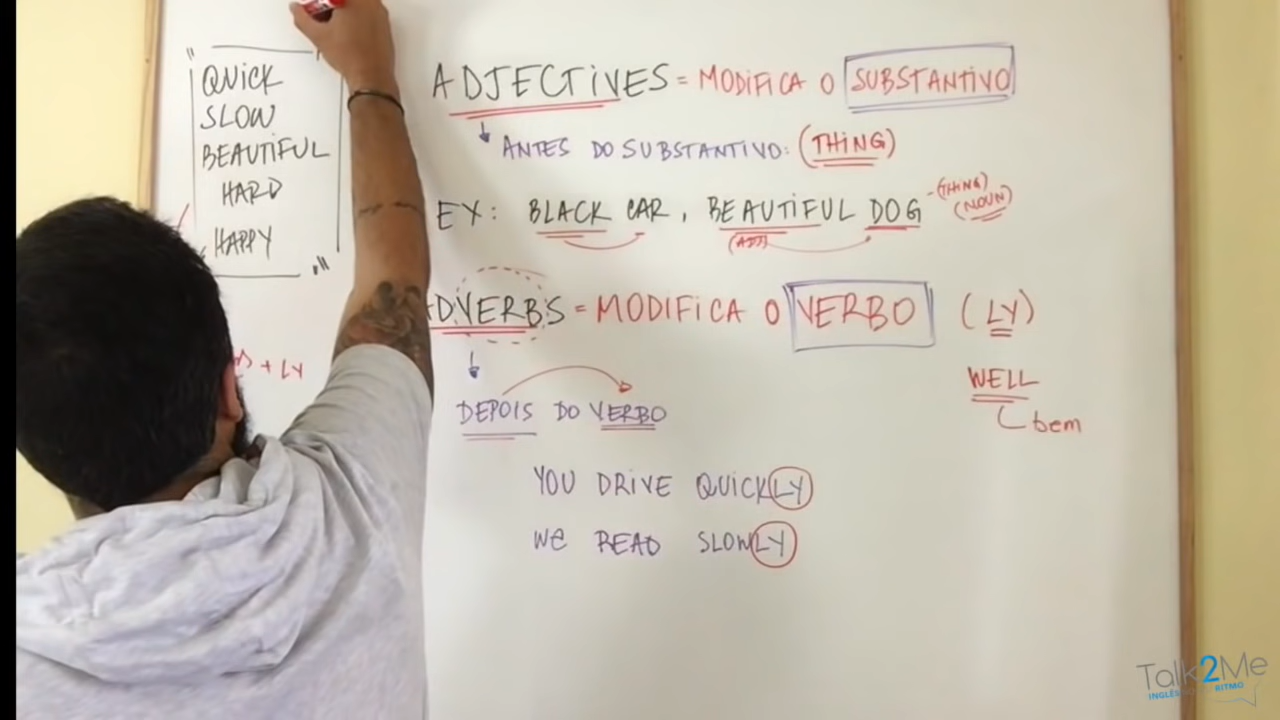 QUICK
SLOW
BEAUTIFUL
HARD
HAPPY
+ LY
ADJECTIVES = MODIFICA O SUBSTANTIVO
ANTES DO SUBSTANTIVO: (THING)
EX: BLACK CAR, BEAUTIFUL DOG - (THING)
(NOUN)
(ADJ)
ADVERBS = MODIFICA O VERBO (LY)
WELL
bem
DEPOIS DO VERBO
YOU DRIVE QUICKLY
WE READ SLOWLY
Talk2Me
INGLÊS RITMO